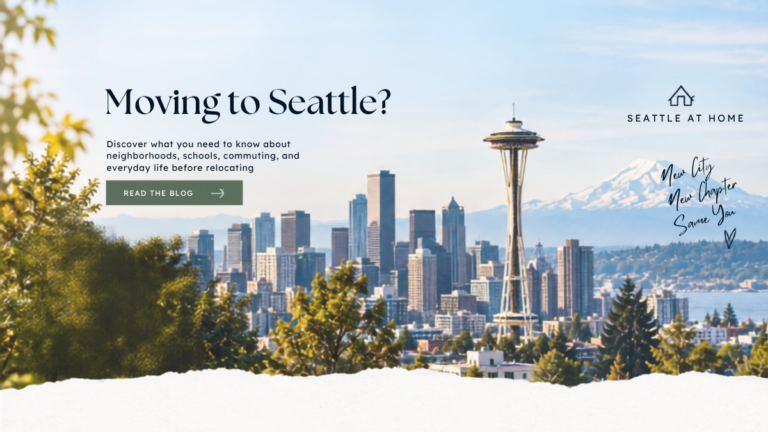 Moving to Seattle?
Discover what you need to know about
neighborhoods, schools, commuting, and
everyday life before relocating
READ THE BLOG
SEATTLE AT HOME
New City
New Chapter
Same You